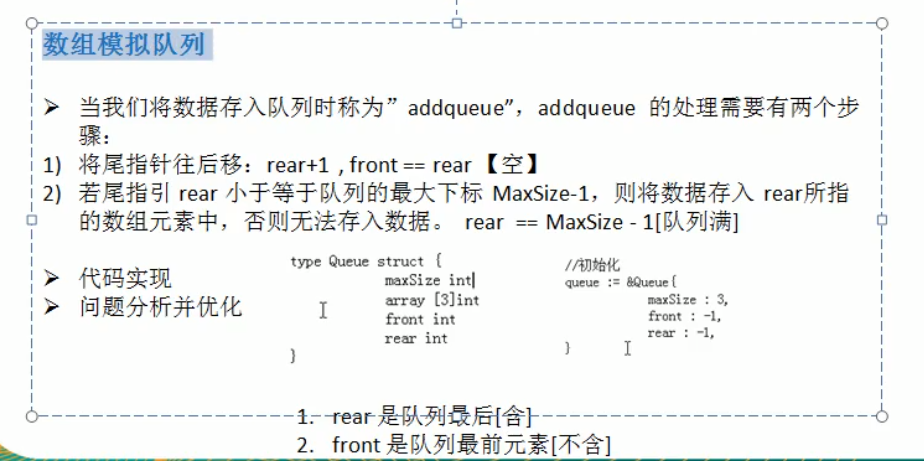 数组模拟队列
➢ 当我们将数据存入队列时称为”addqueue”，addqueue 的处理需要有两个步
骤：
1) 将尾指针往后移：rear+1 , front == rear 【空】
2) 若尾指引 rear 小于等于队列的最大下标 MaxSize-1，则将数据存入 rear所指
的数组元素中，否则无法存入数据。 rear == MaxSize - 1[队列满]
➢ 代码实现
➢ 问题分析并优化
type Queue struct {
maxSize int
array [3]int
front int
rear int
}
//初始化
queue := &Queue{
maxSize : 3,
front : -1,
rear : -1,
}
1. rear 是队列最后[含]
2. front 是队列最前元素[不含]